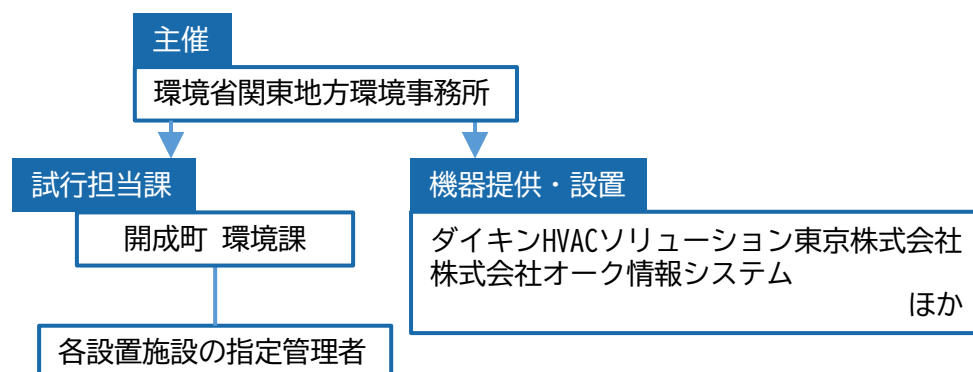 主催
環境省関東地方環境事務所
試行担当課
開成町 環境課
各設置施設の指定管理者
機器提供・設置
ダイキンHVACソリューション東京株式会社
株式会社オーク情報システム
ほか